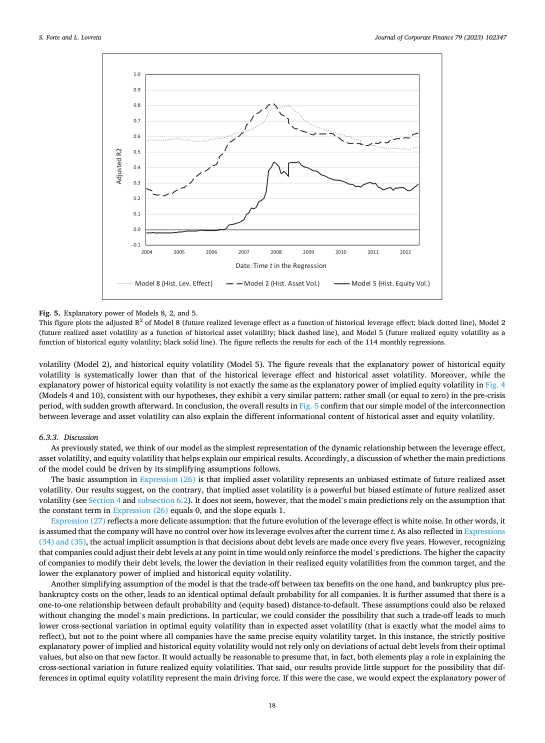 S. Forte and L. Lovreta
Journal of Corporate Finance 79 (2023) 102347
1.0
0.9
0.8
0.7
0.6
0.5
0.4
0.3
0.2
0.1
0.0
-0.1
Adjusted R2
2004 2005 2006 2007 2008 2009 2010 2011 2012
Date: Time t in the Regression
Model 8 (Hist. Lev. Effect) Model 2 (Hist. Asset Vol.) Model 5 (Hist. Equity Vol.)
Fig. 5. Explanatory power of Models 8, 2, and 5.
This figure plots the adjusted R² of Model 8 (future realized leverage effect as a function of historical leverage effect; black dotted line), Model 2
(future realized asset volatility as a function of historical asset volatility; black dashed line), and Model 5 (future realized equity volatility as a
function of historical equity volatility; black solid line). The figure reflects the results for each of the 114 monthly regressions.
volatility (Model 2), and historical equity volatility (Model 5). The figure reveals that the explanatory power of historical equity
volatility is systematically lower than that of the historical leverage effect and historical asset volatility. Moreover, while the
explanatory power of historical equity volatility is not exactly the same as the explanatory power of implied equity volatility in Fig. 4
(Models 4 and 10), consistent with our hypotheses, they exhibit a very similar pattern: rather small (or equal to zero) in the pre-crisis
period, with sudden growth afterward. In conclusion, the overall results in Fig. 5 confirm that our simple model of the interconnection
between leverage and asset volatility can also explain the different informational content of historical asset and equity volatility.
6.3.3. Discussion
As previously stated, we think of our model as the simplest representation of the dynamic relationship between the leverage effect,
asset volatility, and equity volatility that helps explain our empirical results. Accordingly, a discussion of whether the main predictions
of the model could be driven by its simplifying assumptions follows.
The basic assumption in Expression (26) is that implied asset volatility represents an unbiased estimate of future realized asset
volatility. Our results suggest, on the contrary, that implied asset volatility is a powerful but biased estimate of future realized asset
volatility (see Section 4 and subsection 6.2). It does not seem, however, that the model's main predictions rely on the assumption that
the constant term in Expression (26) equals 0, and the slope equals 1.
Expression (27) reflects a more delicate assumption: that the future evolution of the leverage effect is white noise. In other words, it
is assumed that the company will have no control over how its leverage evolves after the current time t. As also reflected in Expressions
(34) and (35), the actual implicit assumption is that decisions about debt levels are made once every five years. However, recognizing
that companies could adjust their debt levels at any point in time would only reinforce the model's predictions. The higher the capacity
of companies to modify their debt levels, the lower the deviation in their realized equity volatilities from the common target, and the
lower the explanatory power of implied and historical equity volatility.
Another simplifying assumption of the model is that the trade-off between tax benefits on the one hand, and bankruptcy plus pre-
bankruptcy costs on the other, leads to an identical optimal default probability for all companies. It is further assumed that there is a
one-to-one relationship between default probability and (equity based) distance-to-default. These assumptions could also be relaxed
without changing the model's main predictions. In particular, we could consider the possibility that such a trade-off leads to much
lower cross-sectional variation in optimal equity volatility than in expected asset volatility (that is exactly what the model aims to
reflect), but not to the point where all companies have the same precise equity volatility target. In this instance, the strictly positive
explanatory power of implied and historical equity volatility would not rely only on deviations of actual debt levels from their optimal
values, but also on that new factor. It would actually be reasonable to presume that, in fact, both elements play a role in explaining the
cross-sectional variation in future realized equity volatilities. That said, our results provide little support for the possibility that dif-
ferences in optimal equity volatility represent the main driving force. If this were the case, we would expect the explanatory power of
18